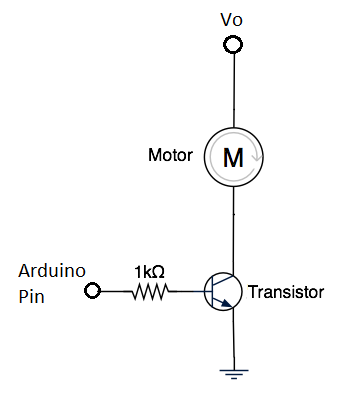 Vo
Motor
M
Arduino
Pin
1kΩ
Transistor